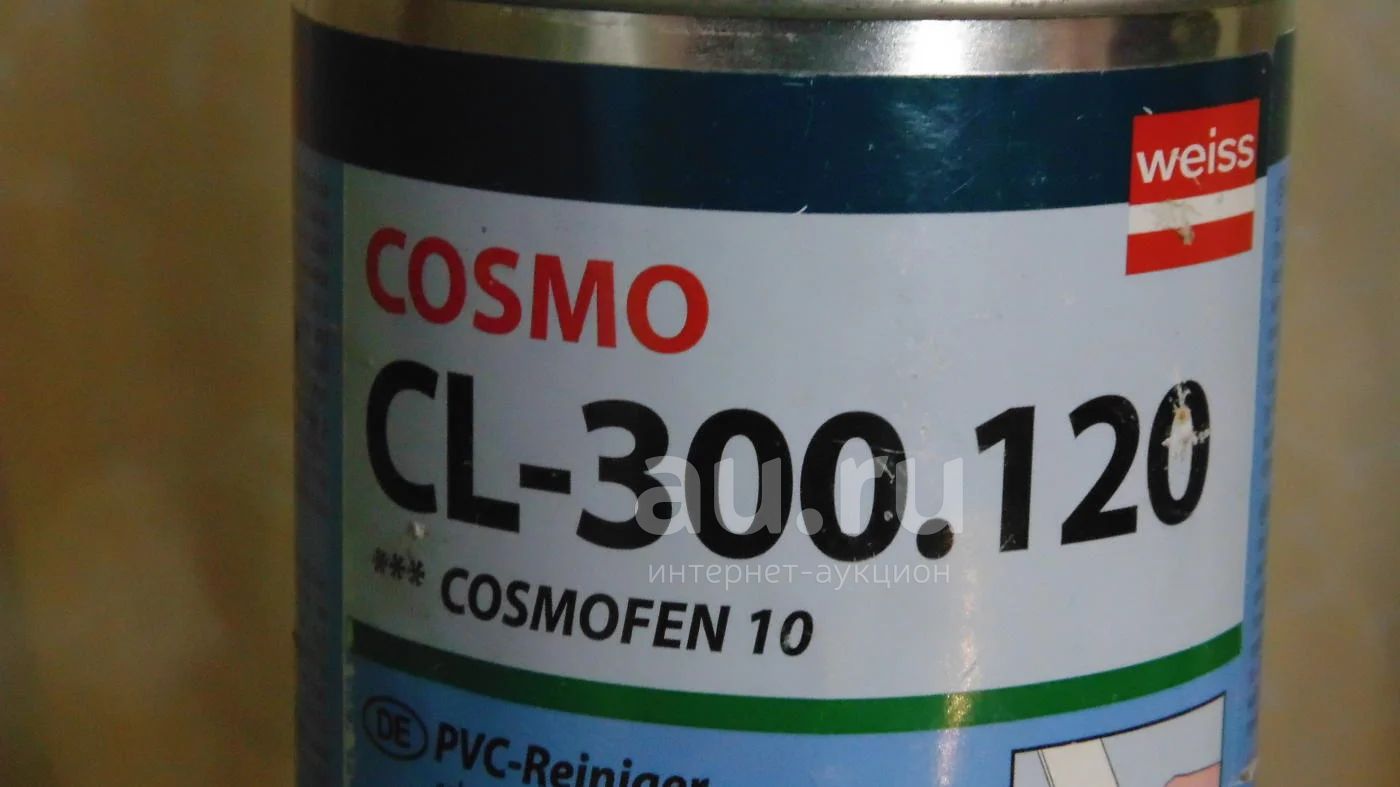 weiss
COSMO
CL-300.120
au.ru
интернет-аукцион
*** COSMOFEN 10
DE PVC-Reiniger